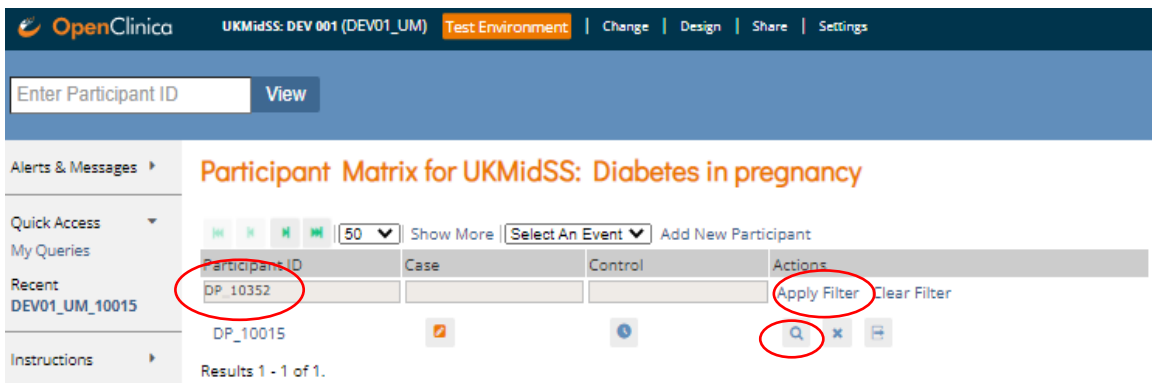 OpenClinica UKMidSS: DEV 001 (DEV01_UM) Test Environment | Change | Design | Share | Settings
Enter Participant ID View
Alerts & Messages
Participant Matrix for UKMidSS: Diabetes in pregnancy
Quick Access
50 Show More | Select An Event Add New Participant
My Queries
Participant ID Case Control Actions
Recent
DP_10352 Apply Filter Clear Filter
DEV01_UM_10015
DP_10015
Instructions
Results 1 - 1 of 1.